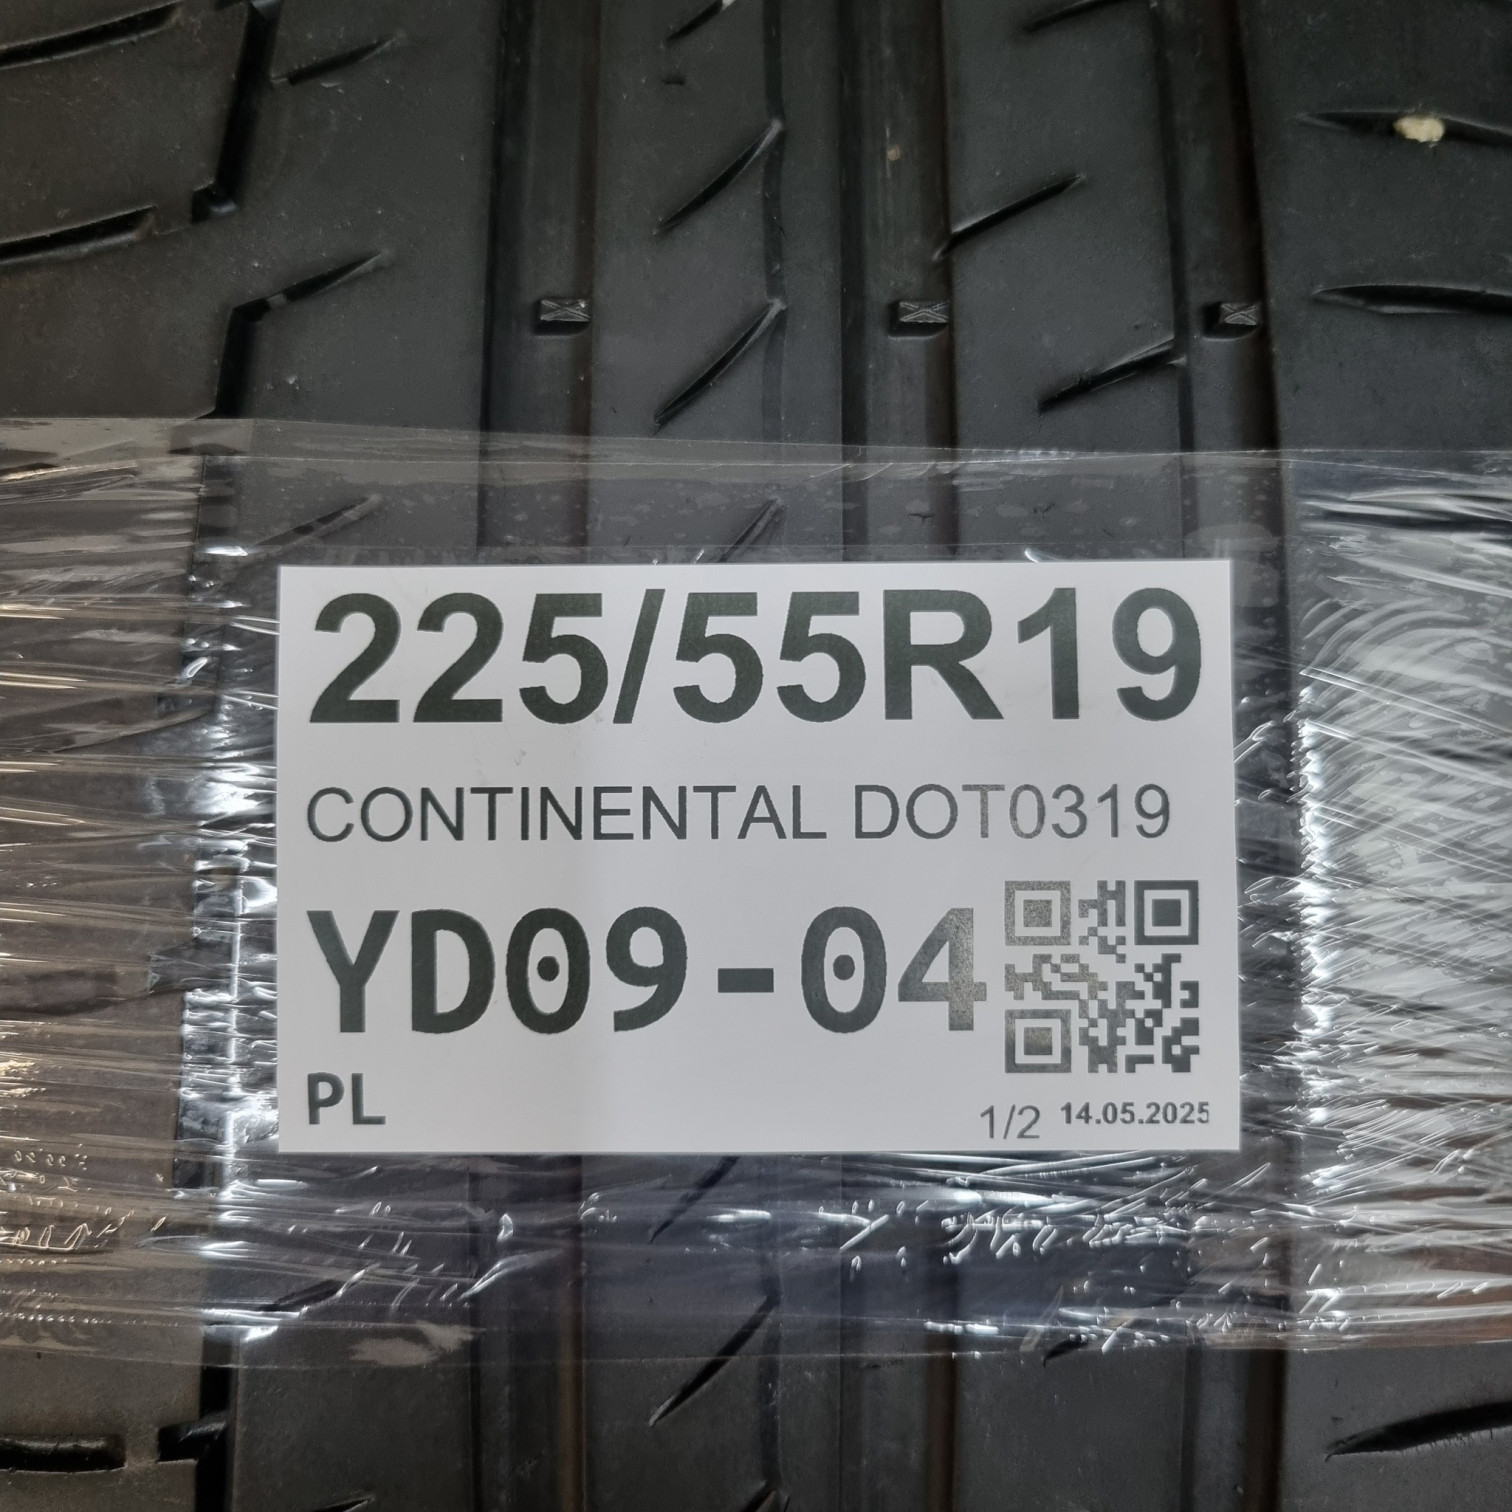 225/55R19
CONTINENTAL DOT0319
YD09-04
PL
1/2 14.05.2025